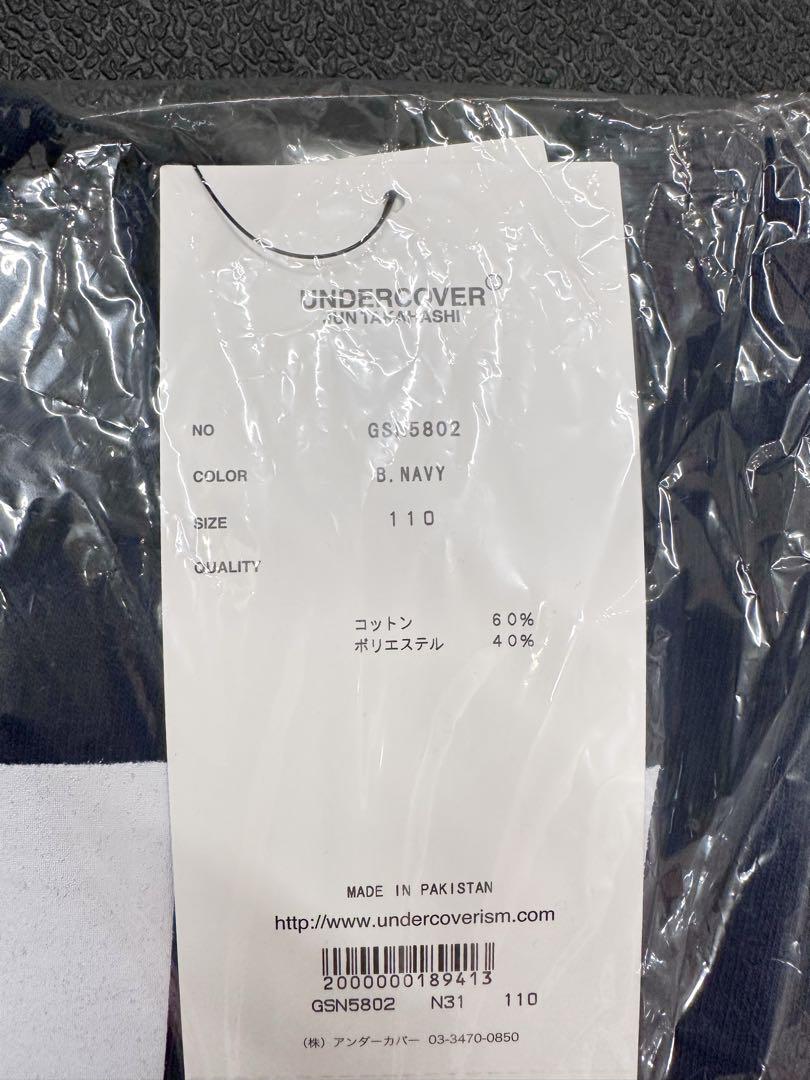 UNDERCOVER
JUN TAKAHASHI
NO GSN5802
COLOR B. NAVY
SIZE 110
QUALITY
コットン 60%
ポリエステル 40%
MADE IN PAKISTAN
http://www.undercoverism.com
2000000189413
GSN5802 N31 110
(株) アンダーカバー 03-3470-0850